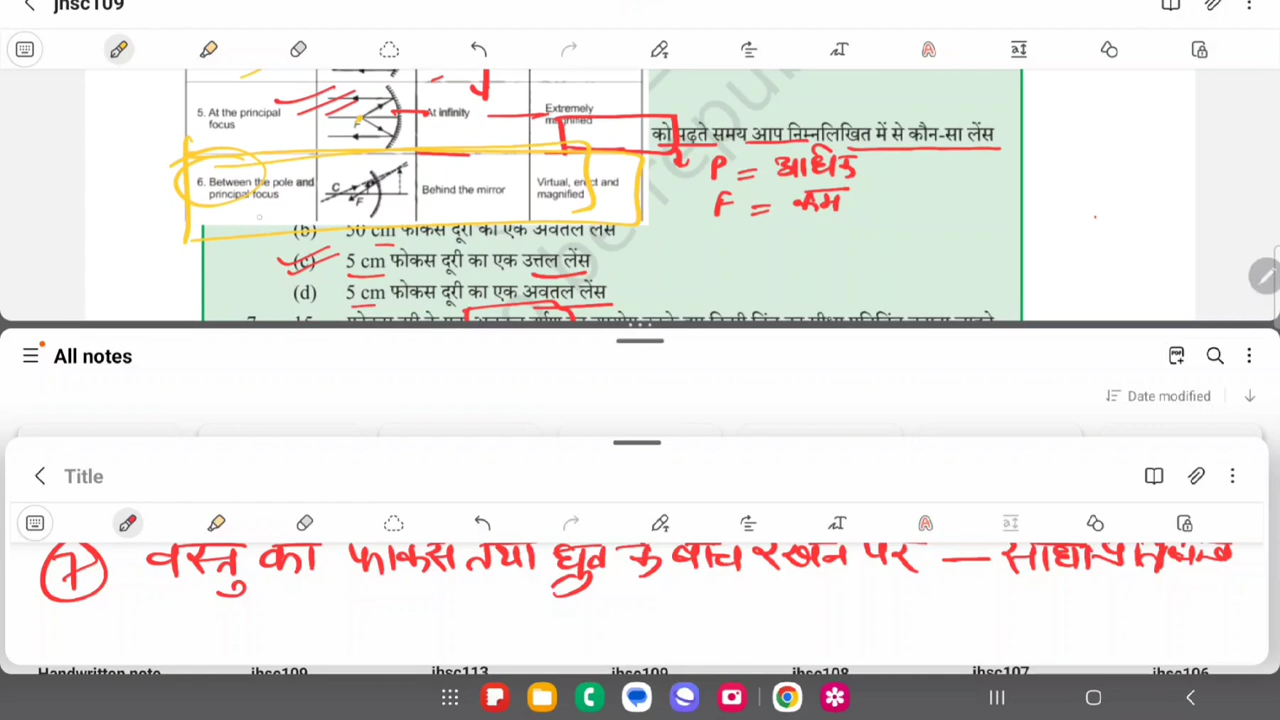 jhsc109
5. At the principal focus
At infinity
Extremely magnified
को पढ़ते समय आप निम्नलिखित में से कौन-सा लेंस
P = अधिक
F = कम
6. Between the pole and principal focus
C
F
Behind the mirror
Virtual, erect and magnified
(b) 50 cm फोकस दूरी का एक अवतल लेंस
(c) 5 cm फोकस दूरी का एक उत्तल लेंस
(d) 5 cm फोकस दूरी का एक अवतल लेंस
All notes
Date modified
Title
7 वस्तु को फोकस तथा ध्रुव के बीच रखने पर —
Handwritten note jhsc109 jhsc113 jhsc109 jhsc108 jhsc107 jhsc106